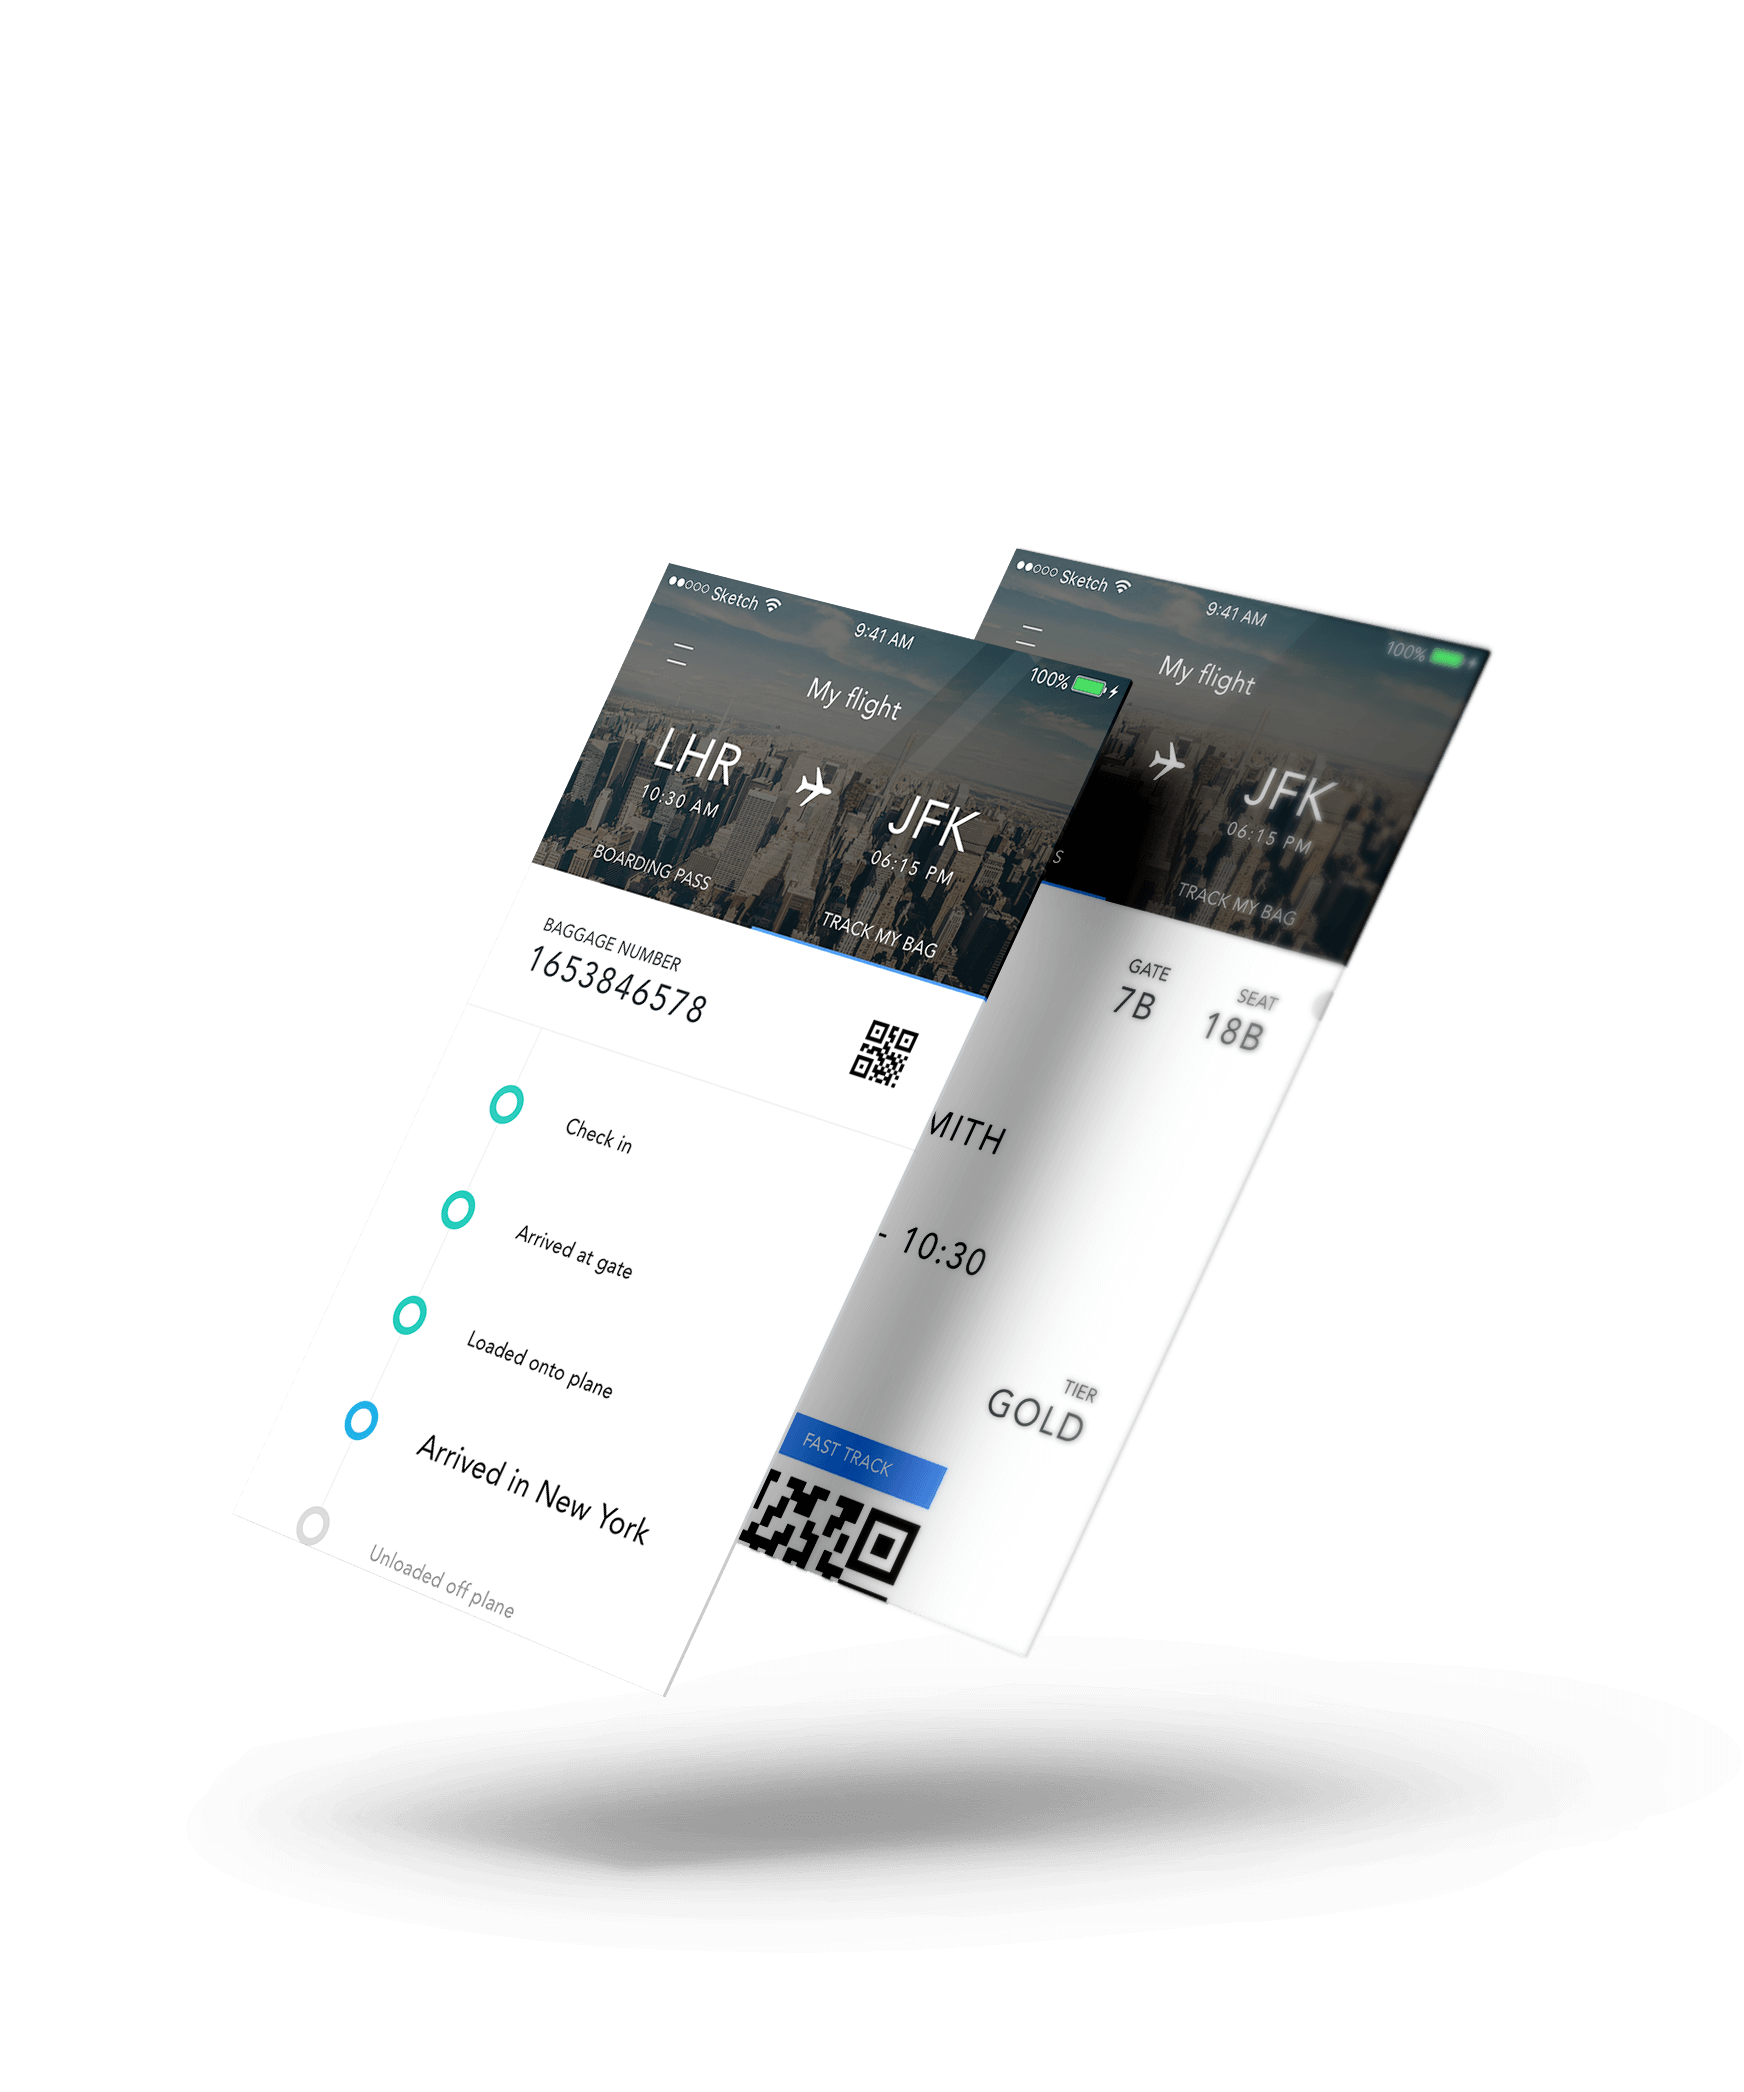 Sketch
9:41 AM
100%
My flight
LHR
10:30 AM
JFK
06:15 PM
BOARDING PASS
TRACK MY BAG
BAGGAGE NUMBER
1653846578
Check in
Arrived at gate
Loaded onto plane
Arrived in New York
Unloaded off plane
Sketch
9:41 AM
100%
My flight
JFK
06:15 PM
S
TRACK MY BAG
GATE
7B
SEAT
18B
MITH
- 10:30
TIER
GOLD
FAST TRACK